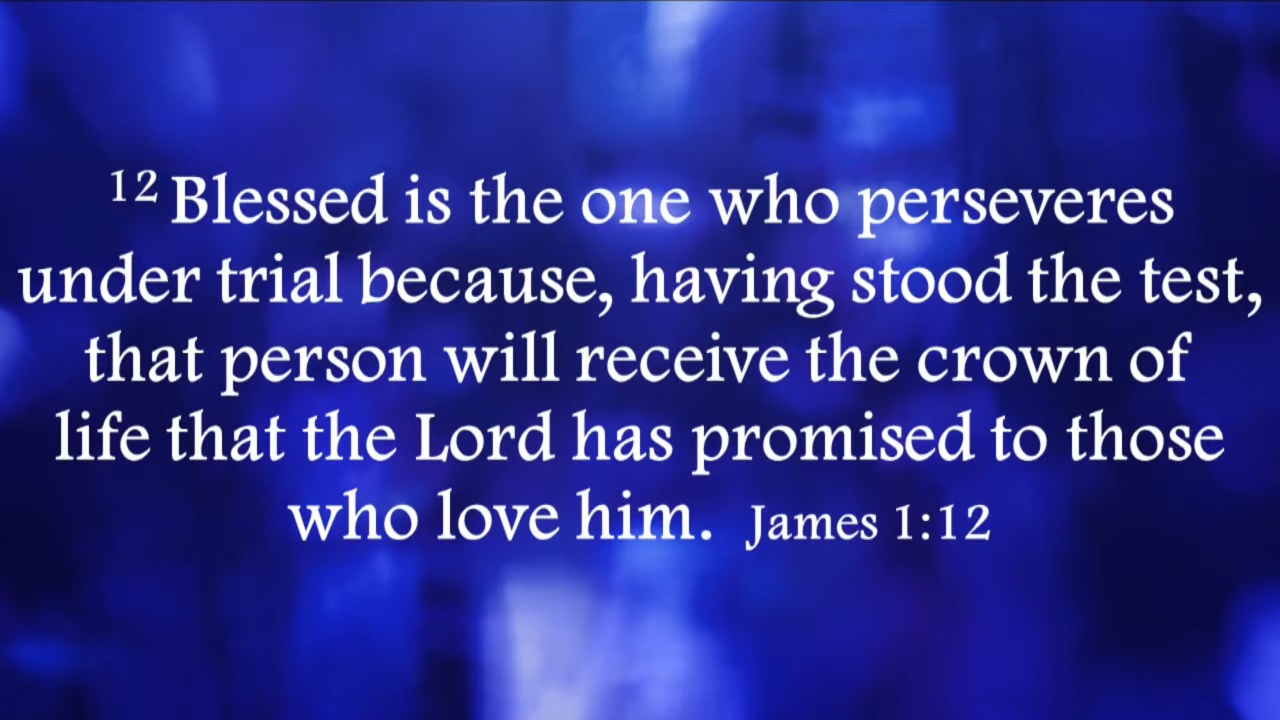 12 Blessed is the one who perseveres
under trial because, having stood the test,
that person will receive the crown of
life that the Lord has promised to those
who love him. James 1:12